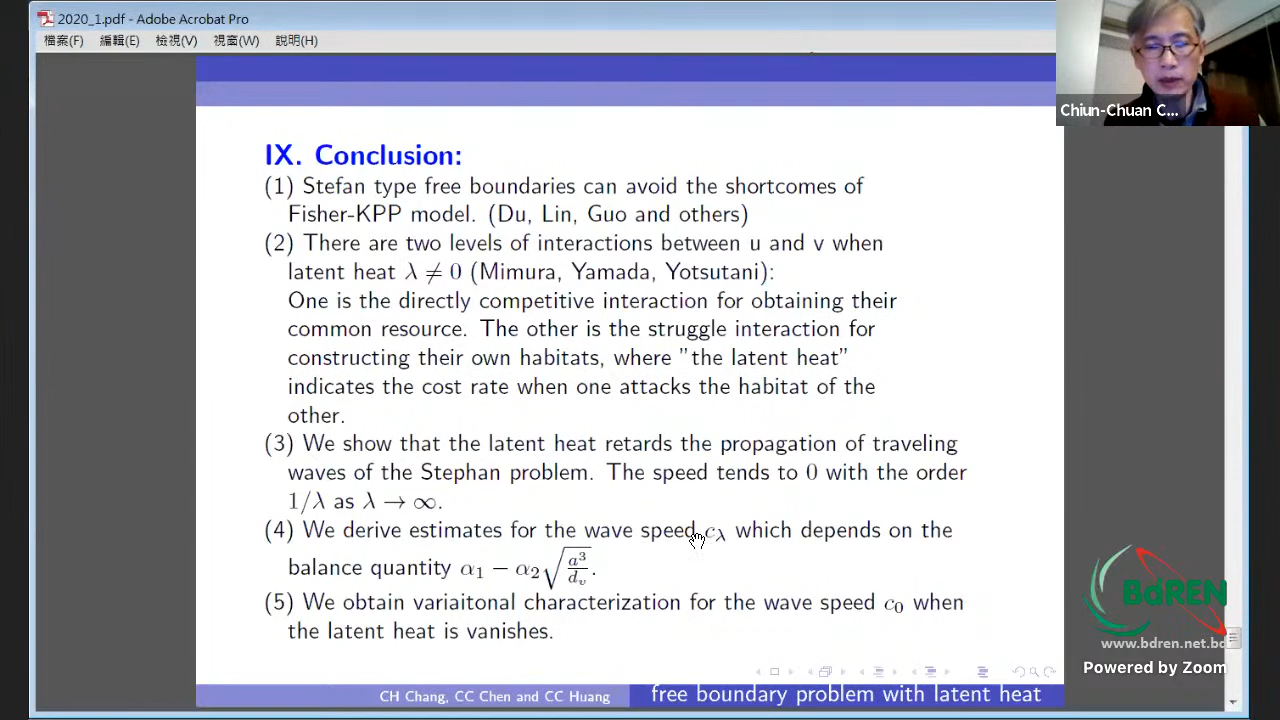 2020_1.pdf - Adobe Acrobat Pro
檔案(F) 編輯(E) 檢視(V) 視窗(W) 說明(H)
Chiun-Chuan C...
IX. Conclusion:
(1) Stefan type free boundaries can avoid the shortcomes of
Fisher-KPP model. (Du, Lin, Guo and others)
(2) There are two levels of interactions between u and v when
latent heat λ ≠ 0 (Mimura, Yamada, Yotsutani):
One is the directly competitive interaction for obtaining their
common resource. The other is the struggle interaction for
constructing their own habitats, where "the latent heat"
indicates the cost rate when one attacks the habitat of the
other.
(3) We show that the latent heat retards the propagation of traveling
waves of the Stephan problem. The speed tends to 0 with the order
1/λ as λ → ∞.
(4) We derive estimates for the wave speed c_λ which depends on the
balance quantity α₁ − α₂√(a³/d_v).
(5) We obtain variaitonal characterization for the wave speed c₀ when
the latent heat is vanishes.
BdREN
www.bdren.net.bd
Powered by Zoom
CH Chang, CC Chen and CC Huang
free boundary problem with latent heat